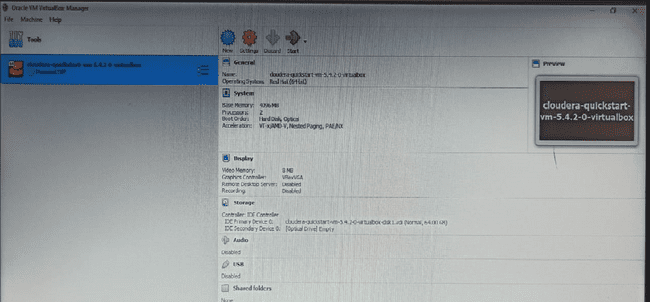 Oracle VM VirtualBox Manager
File Machine Help
Tools
New Settings Discard Start
cloudera-quickstart-vm-5.4.2-0-virtualbox
Powered Off
General
Name: cloudera-quickstart-vm-5.4.2-0-virtualbox
Operating System: Red Hat (64-bit)
Preview
cloudera-quickstart-
vm-5.4.2-0-virtualbox
System
Base Memory: 4096 MB
Processors: 2
Boot Order: Hard Disk, Optical
Acceleration: VT-x/AMD-V, Nested Paging, PAE/NX
Display
Video Memory: 8 MB
Graphics Controller: VBoxVGA
Remote Desktop Server: Disabled
Recording: Disabled
Storage
Controller: IDE Controller
IDE Primary Device 0: cloudera-quickstart-vm-5.4.2-0-virtualbox-disk1.vdi (Normal, 64.00 GB)
IDE Secondary Device 0: [Optical Drive] Empty
Audio
Disabled
USB
Disabled
Shared folders
None